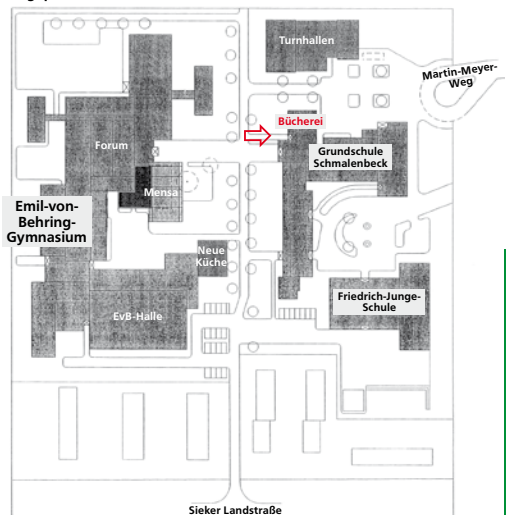 Turnhallen
Martin-Meyer-
Weg
Bücherei
Forum
Grundschule
Schmalenbeck
Mensa
Emil-von-
Behring-
Gymnasium
Neue
Küche
Friedrich-Junge-
Schule
EvB-Halle
Sieker Landstraße